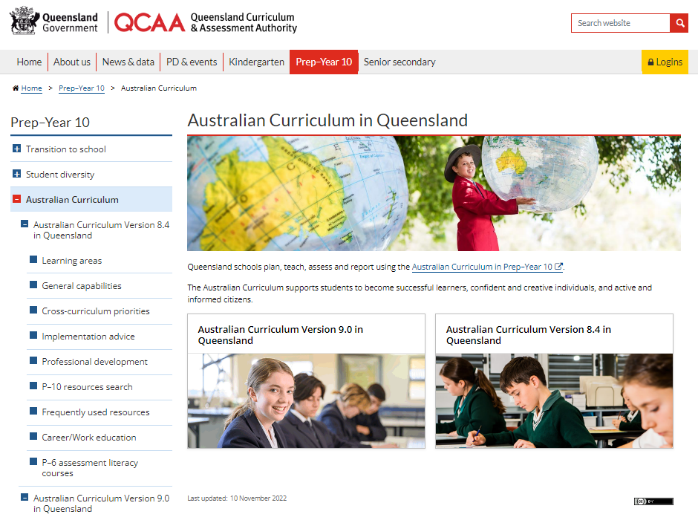 Queensland
Government
QCAA
Queensland Curriculum
& Assessment Authority
Search website
Home
About us
News & data
PD & events
Kindergarten
Prep–Year 10
Senior secondary
Logins
Home > Prep–Year 10 > Australian Curriculum
Prep–Year 10
Transition to school
Student diversity
Australian Curriculum
Australian Curriculum Version 8.4
in Queensland
Learning areas
General capabilities
Cross-curriculum priorities
Implementation advice
Professional development
P–10 resources search
Frequently used resources
Career/Work education
P–6 assessment literacy
courses
Australian Curriculum Version 9.0
in Queensland
Australian Curriculum in Queensland
Queensland schools plan, teach, assess and report using the Australian Curriculum in Prep–Year 10.
The Australian Curriculum supports students to become successful learners, confident and creative individuals, and active and
informed citizens.
Australian Curriculum Version 9.0 in
Queensland
Australian Curriculum Version 8.4 in
Queensland
Last updated: 10 November 2022